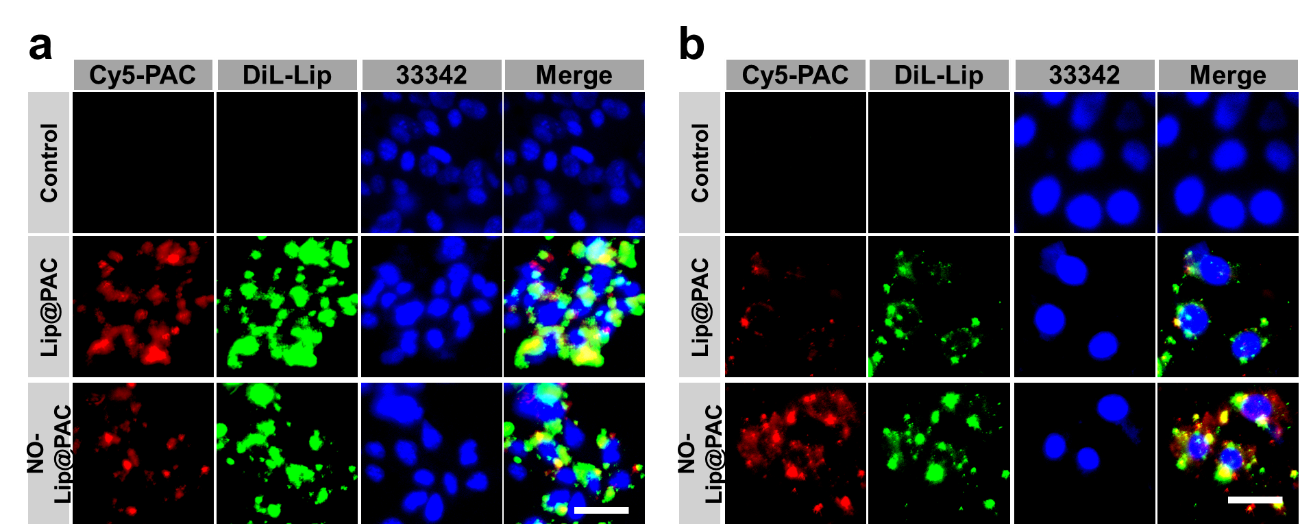 a
Cy5-PAC DiL-Lip 33342 Merge
Control
Lip@PAC
NO-
Lip@PAC
b
Cy5-PAC DiL-Lip 33342 Merge
Control
Lip@PAC
NO-
Lip@PAC